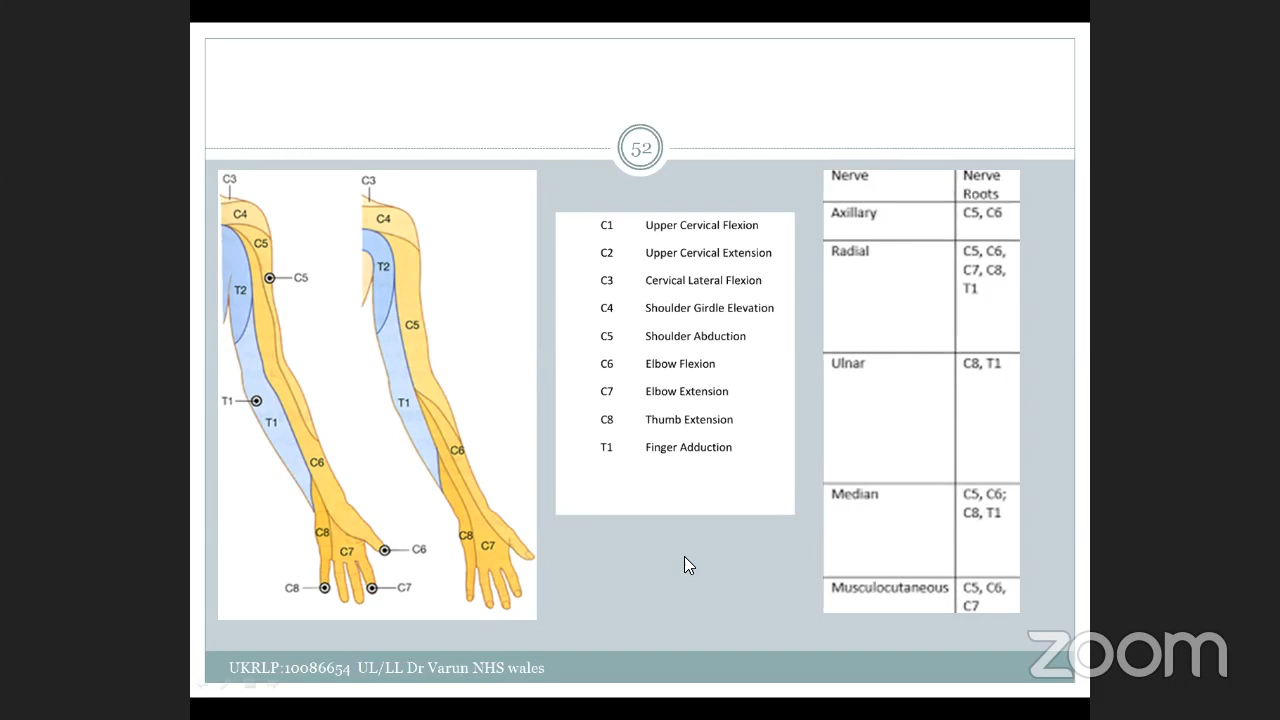 52
C3
C4
C5
C5
T2
T1
T1
C6
C8
C7
C6
C8
C7
C3
C4
T2
C5
T1
C6
C8
C7
C1 Upper Cervical Flexion
C2 Upper Cervical Extension
C3 Cervical Lateral Flexion
C4 Shoulder Girdle Elevation
C5 Shoulder Abduction
C6 Elbow Flexion
C7 Elbow Extension
C8 Thumb Extension
T1 Finger Adduction
Nerve Nerve
Roots
Axillary C5, C6
Radial C5, C6,
C7, C8,
T1
Ulnar C8, T1
Median C5, C6;
C8, T1
Musculocutaneous C5, C6,
C7
UKRLP:10086654 UL/LL Dr Varun NHS wales
zoom